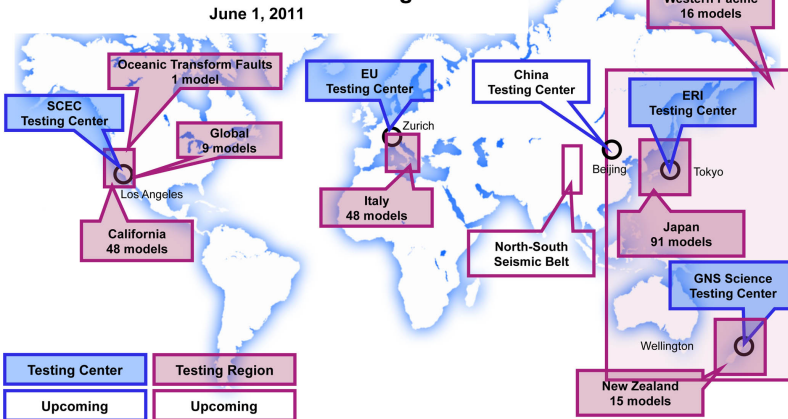 June 1, 2011
16 models
Oceanic Transform Faults
1 model
SCEC
Testing Center
Global
9 models
Los Angeles
California
48 models
EU
Testing Center
Zurich
Italy
48 models
China
Testing Center
Beijing
North-South
Seismic Belt
ERI
Testing Center
Tokyo
Japan
91 models
GNS Science
Testing Center
Wellington
New Zealand
15 models
Testing Center
Testing Region
Upcoming
Upcoming